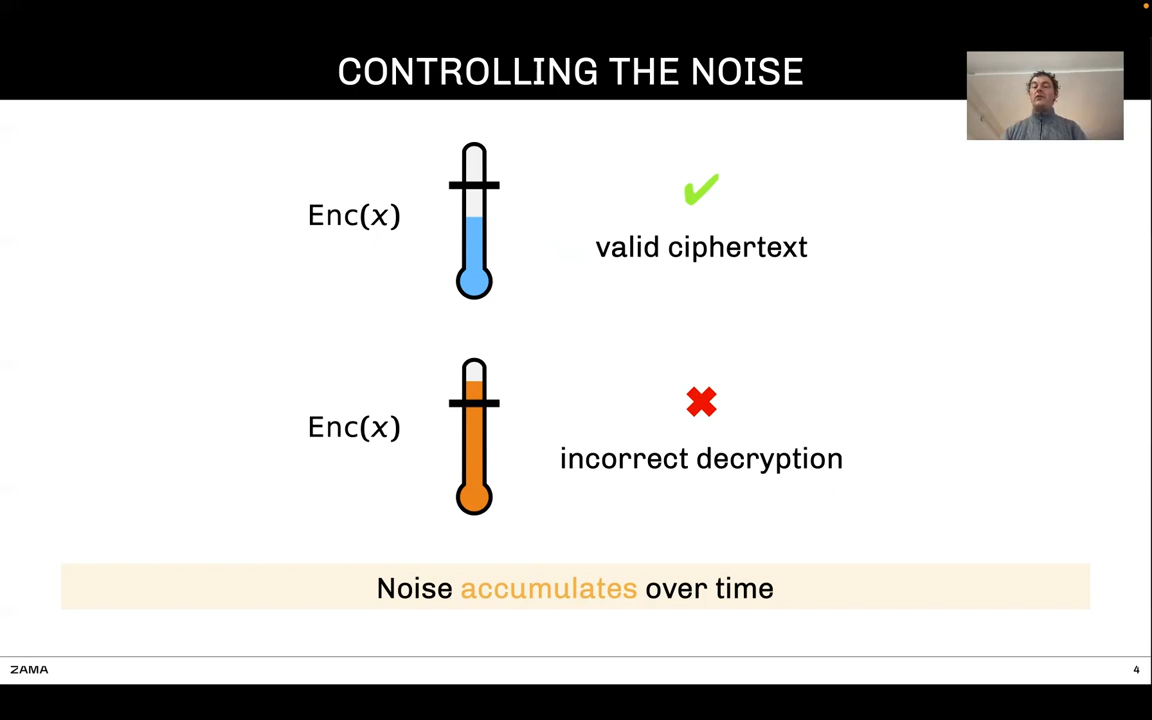 CONTROLLING THE NOISE
Enc(x)
valid ciphertext
Enc(x)
incorrect decryption
Noise accumulates over time
ZAMA
4